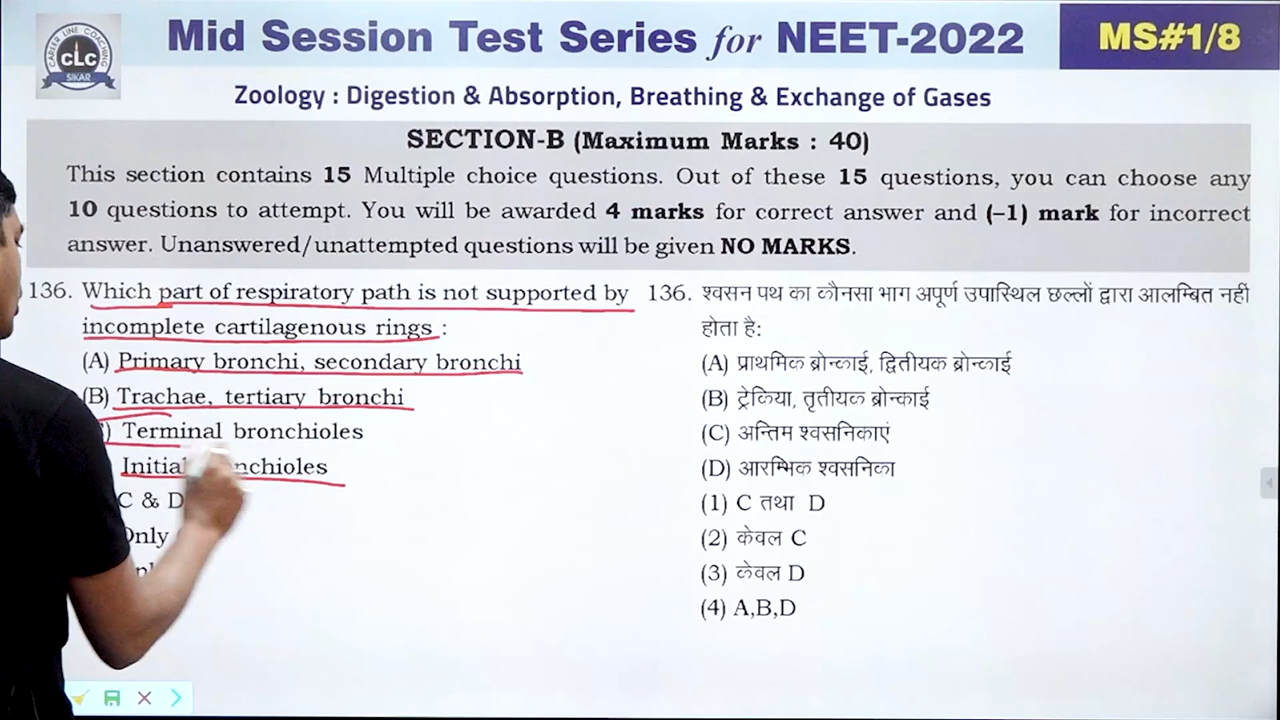 Mid Session Test Series for NEET-2022
MS#1/8
CAREER LINE COACHING
CLC
SIKAR
Zoology : Digestion & Absorption, Breathing & Exchange of Gases
SECTION-B (Maximum Marks : 40)
This section contains 15 Multiple choice questions. Out of these 15 questions, you can choose any
10 questions to attempt. You will be awarded 4 marks for correct answer and (–1) mark for incorrect
answer. Unanswered/unattempted questions will be given NO MARKS.
136. Which part of respiratory path is not supported by
incomplete cartilagenous rings :
(A) Primary bronchi, secondary bronchi
(B) Trachae, tertiary bronchi
Terminal bronchioles
C & D
136. श्वसन पथ का कौनसा भाग अपूर्ण उपास्थिल छल्लों द्वारा आलम्बित नहीं
होता है:
(A) प्राथमिक ब्रोन्काई, द्वितीयक ब्रोन्काई
(B) ट्रेकिया, तृतीयक ब्रोन्काई
(C) अन्तिम श्वसनिकाएं
(D) आरम्भिक श्वसनिका
(1) C तथा D
(2) केवल C
(3) केवल D
(4) A,B,D